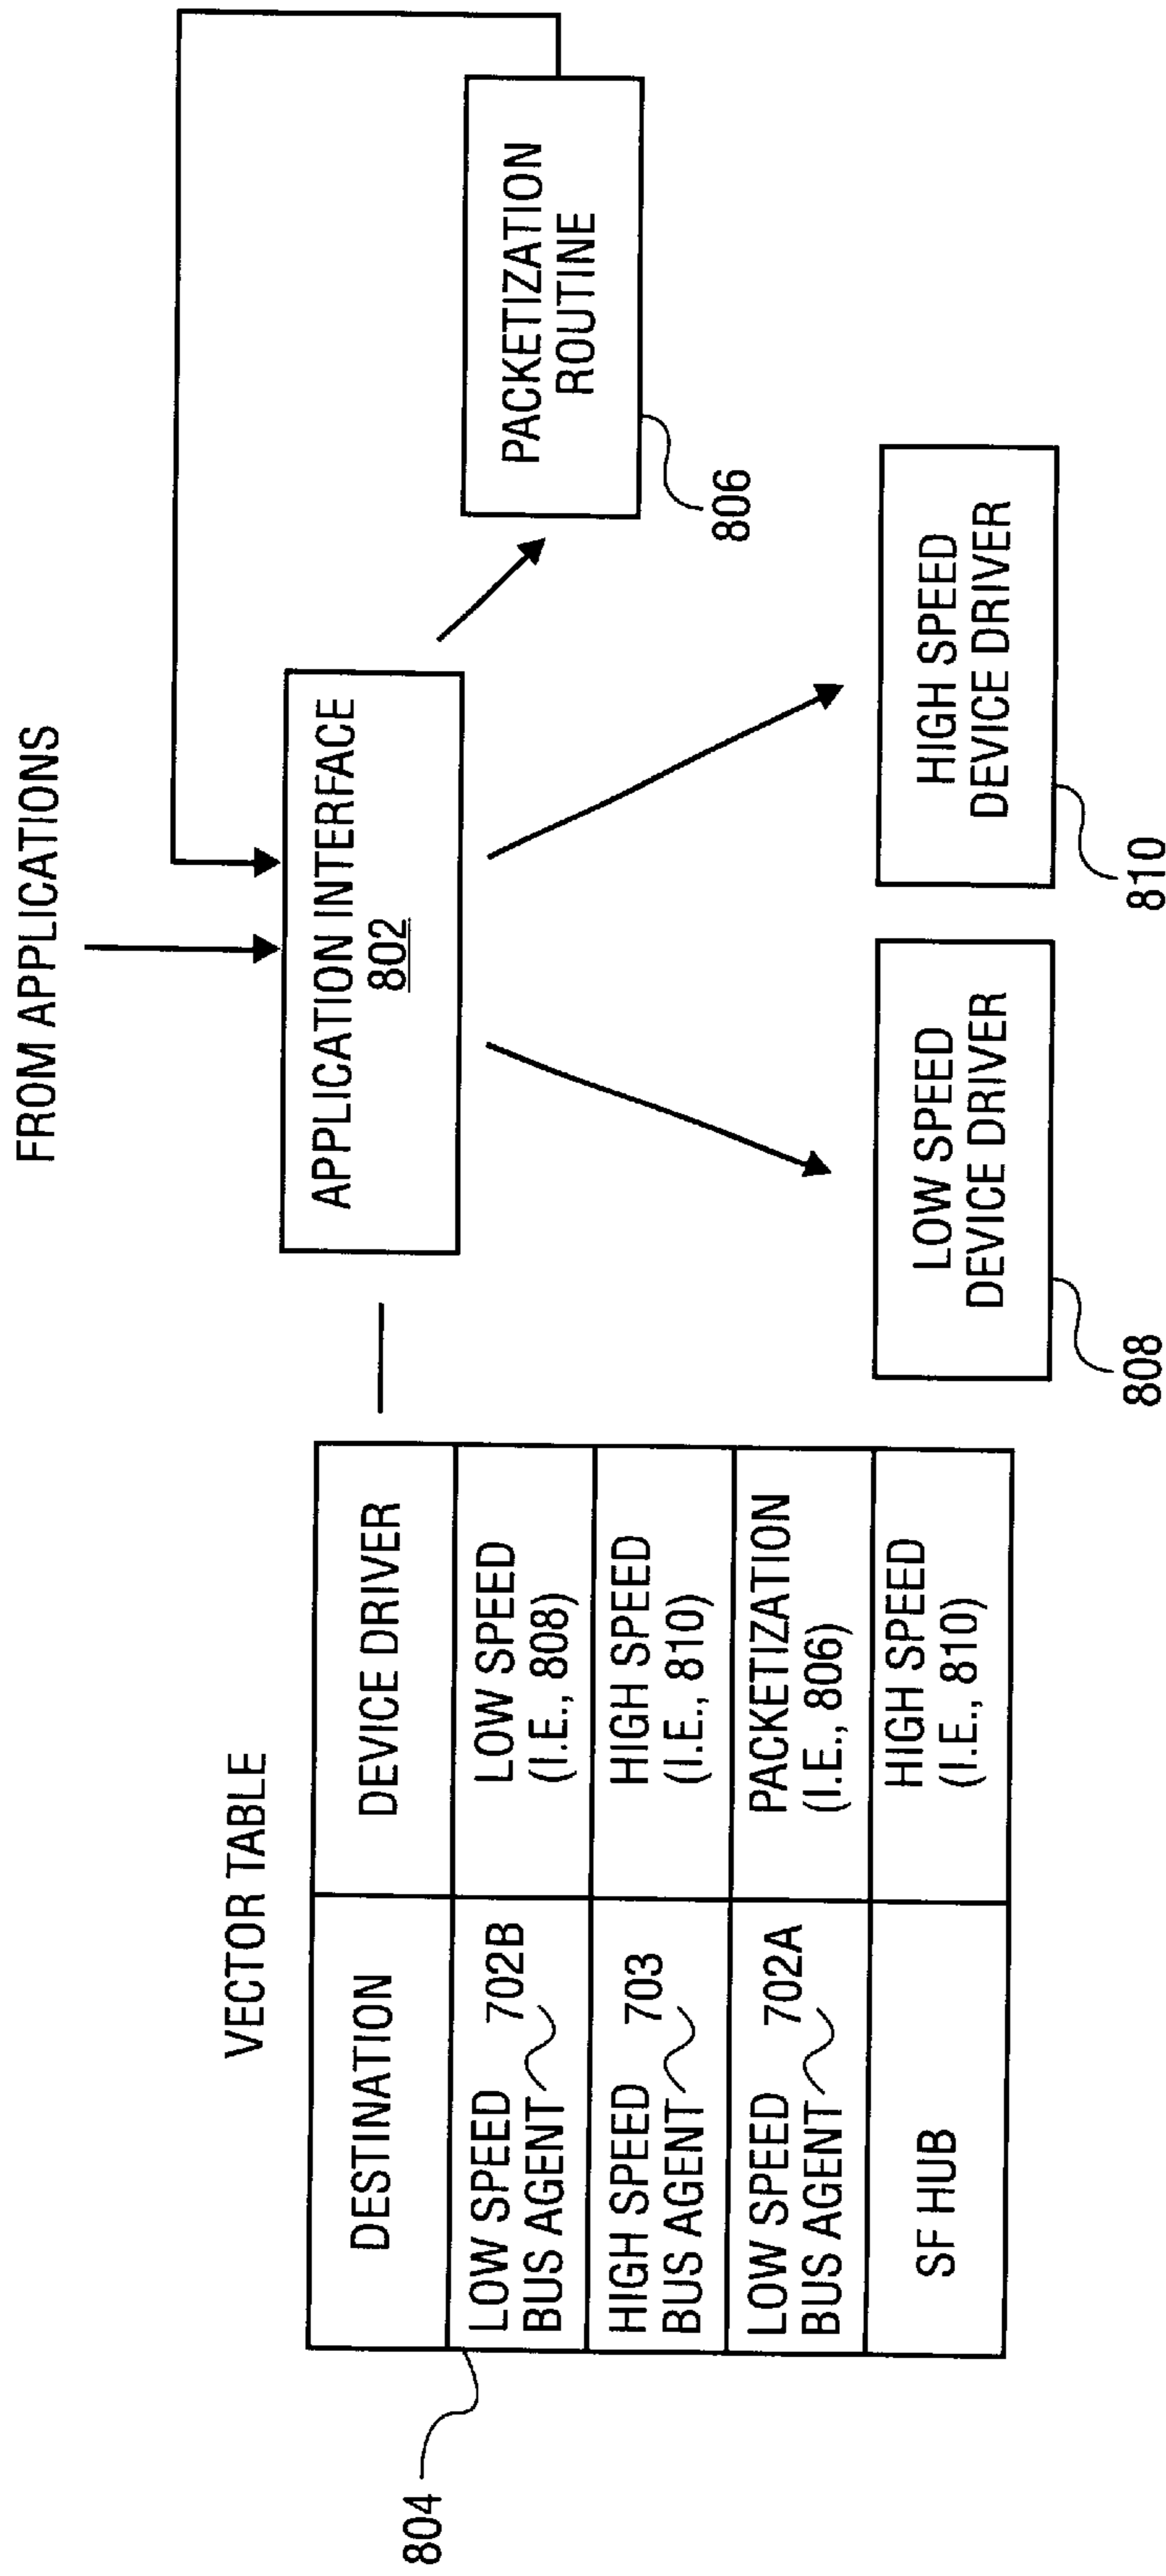 FROM APPLICATIONS
APPLICATION INTERFACE
802
PACKETIZATION
ROUTINE
806
LOW SPEED
DEVICE DRIVER
808
HIGH SPEED
DEVICE DRIVER
810
VECTOR TABLE
804
DESTINATION
DEVICE DRIVER
LOW SPEED 702B
BUS AGENT
LOW SPEED
(I.E., 808)
HIGH SPEED 703
BUS AGENT
HIGH SPEED
(I.E., 810)
LOW SPEED 702A
BUS AGENT
PACKETIZATION
(I.E., 806)
SF HUB
HIGH SPEED
(I.E., 810)